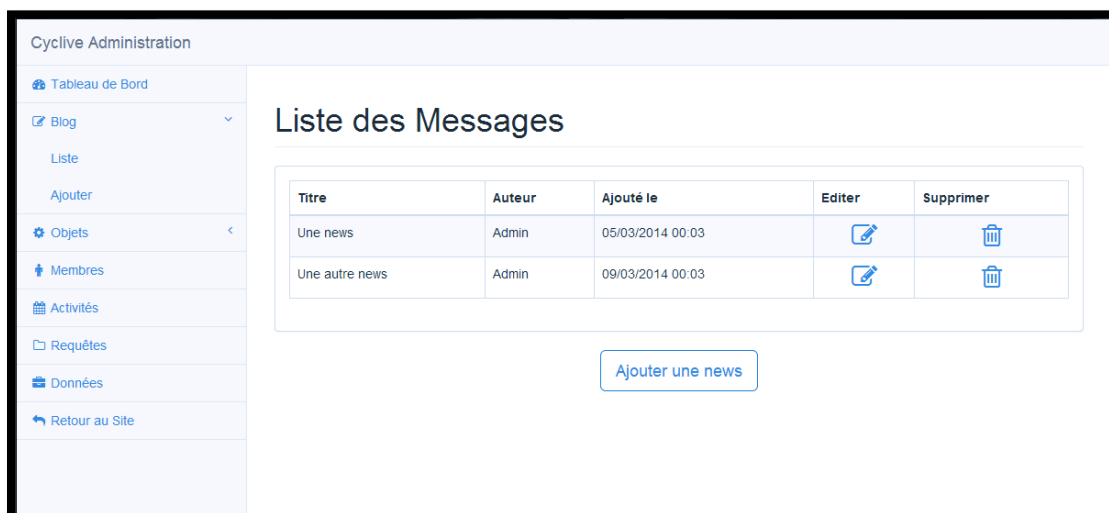 Cyclive Administration
Tableau de Bord
Blog
Liste
Ajouter
Objets
Membres
Activités
Requêtes
Données
Retour au Site
Liste des Messages
Titre Auteur Ajouté le Editer Supprimer
Une news Admin 05/03/2014 00:03
Une autre news Admin 09/03/2014 00:03
Ajouter une news